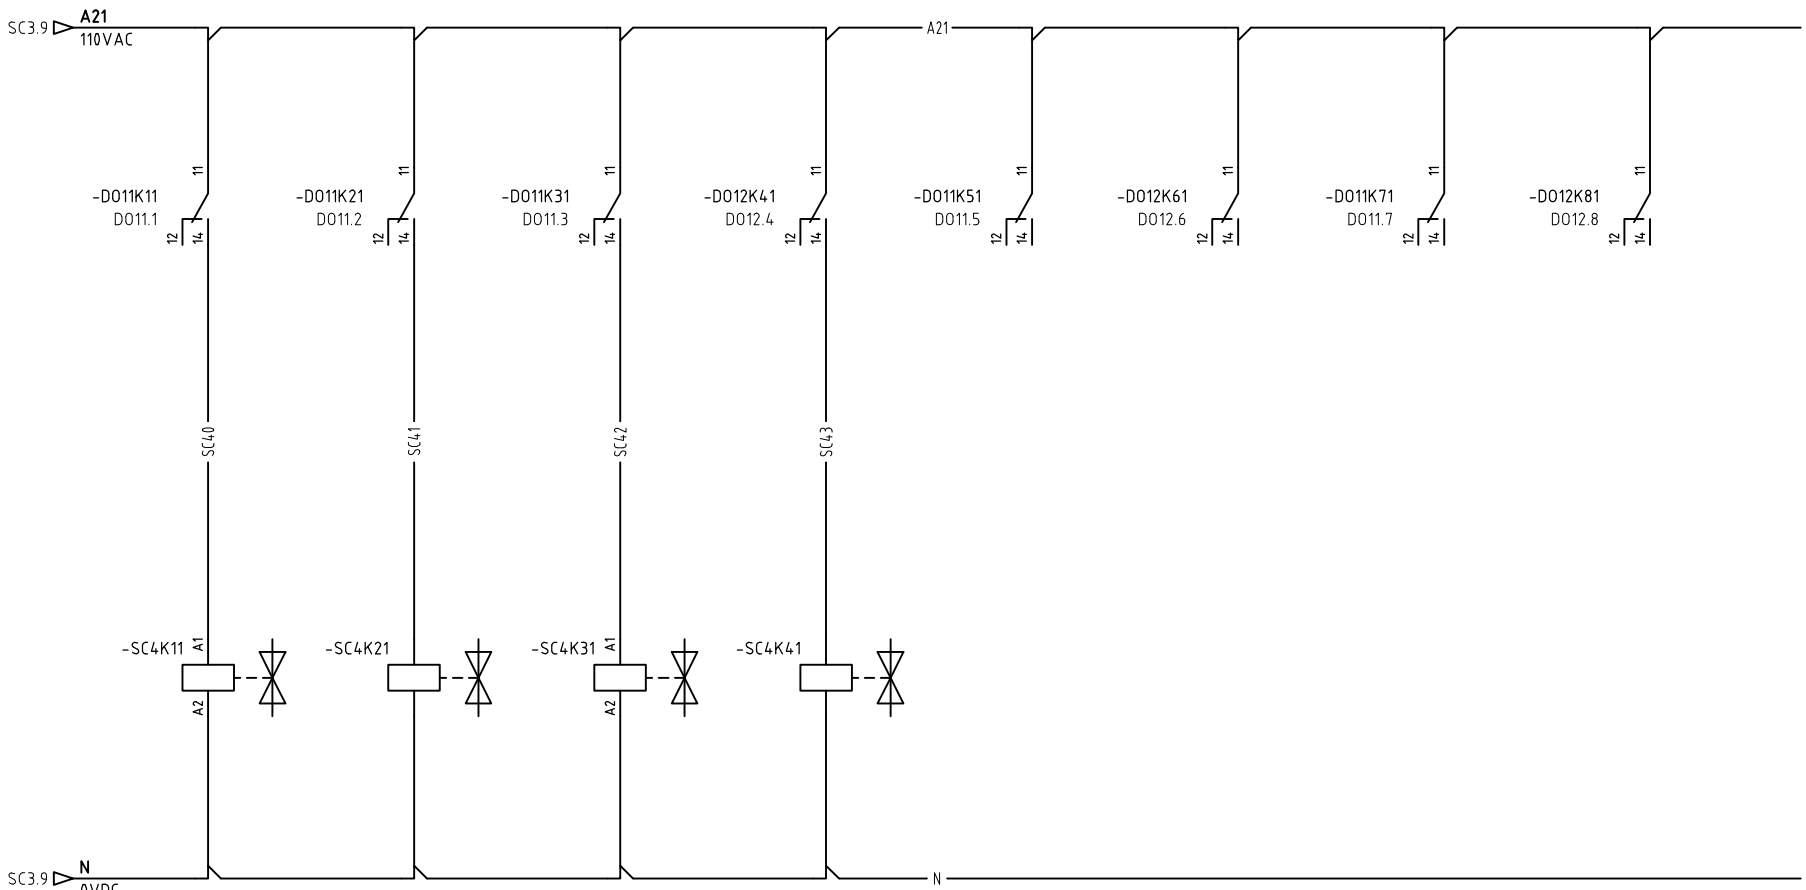 A21
SC3.9
110VAC
A21
11 11 11 11 11 11 11 11
-DO11K11 -DO11K21 -DO11K31 -DO12K41 -DO11K51 -DO12K61 -DO11K71 -DO12K81
DO11.1 DO11.2 DO11.3 DO12.4 DO11.5 DO12.6 DO11.7 DO12.8
12 14 12 14 12 14 12 14 12 14 12 14 12 14 12 14
SC40 SC41 SC42 SC43
-SC4K11 A1 -SC4K21 -SC4K31 A1 -SC4K41
A2 A2
N
SC3.9 N
0VDC